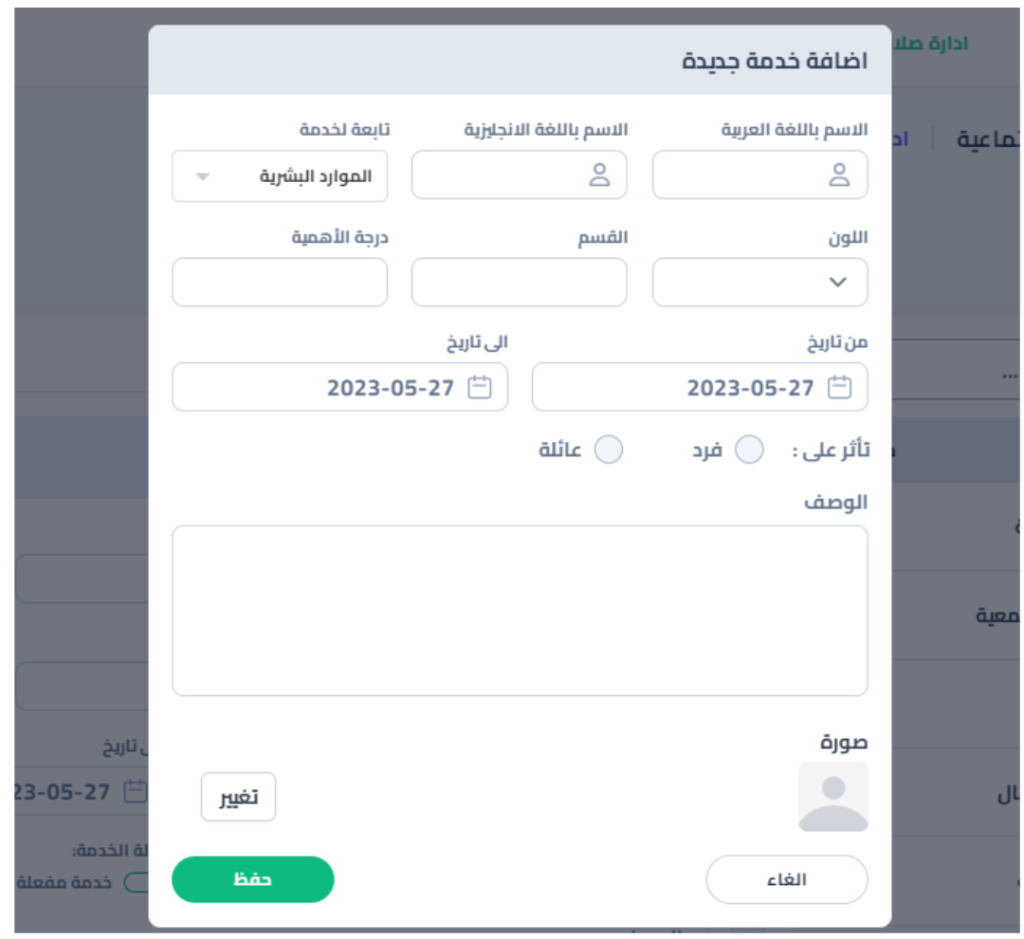 ادارة صلا
اضافة خدمة جديدة
تماعية
الاسم باللغة العربية
الاسم باللغة الانجليزية
تابعة لخدمة
الموارد البشرية
اللون
القسم
درجة الأهمية
من تاريخ
الى تاريخ
...
2023-05-27
2023-05-27
تأثر على :
فرد
عائلة
الوصف
معية
صورة
تاريخ
23-05-27
تغيير
ال
لة الخدمة:
خدمة مفعلة
الغاء
حفظ